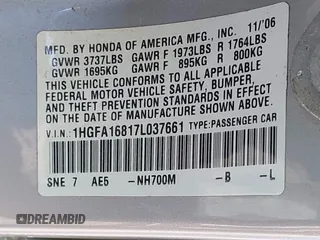 MFD. BY HONDA OF AMERICA MFG., INC. 11/'06
GVWR 3737LBS GAWR F 1973LBS R 1764LBS
GVWR 1695KG GAWR F 895KG R 800KG
THIS VEHICLE CONFORMS TO ALL APPLICABLE
FEDERAL MOTOR VEHICLE SAFETY, BUMPER,
AND THEFT PREVENTION STANDARDS IN EFFECT
ON THE DATE OF MANUFACTURE SHOWN ABOVE.
V.I.N.: 1HGFA16817L037661 TYPE:PASSENGER CAR
SNE 7 AE5 -NH700M -B -L
DREAMBID